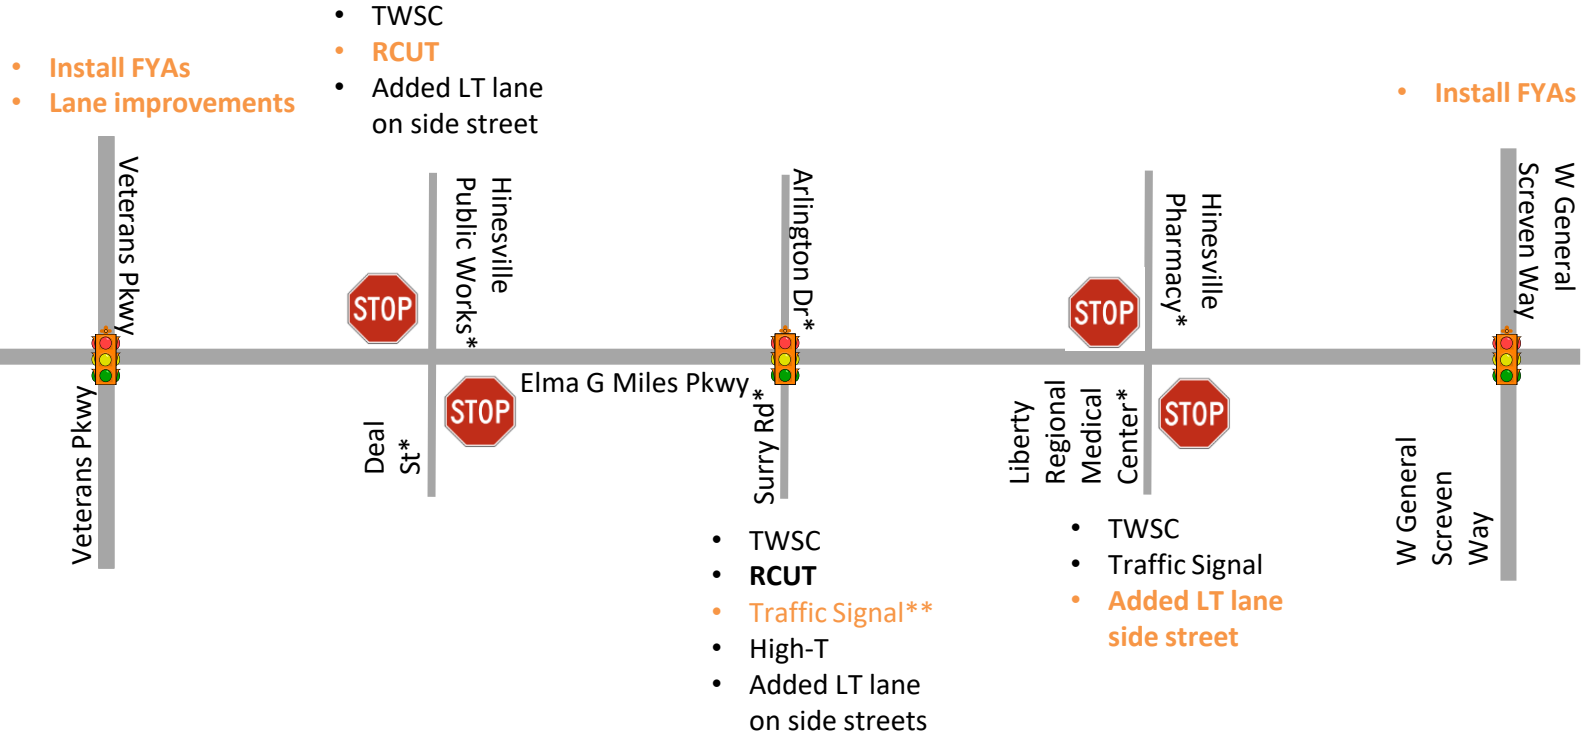 • TWSC
• RCUT
• Added LT lane
on side street
• Install FYAs
• Lane improvements
• Install FYAs
Veterans Pkwy
Hinesville
Public Works*
Arlington Dr*
Hinesville
Pharmacy*
W General
Screven Way
STOP
STOP
Elma G Miles Pkwy
STOP
STOP
Veterans Pkwy
Deal
St*
Surry Rd*
Liberty
Regional
Medical
Center*
W General
Screven
Way
• TWSC
• RCUT
• Traffic Signal**
• High-T
• Added LT lane
on side streets
• TWSC
• Traffic Signal
• Added LT lane
side street